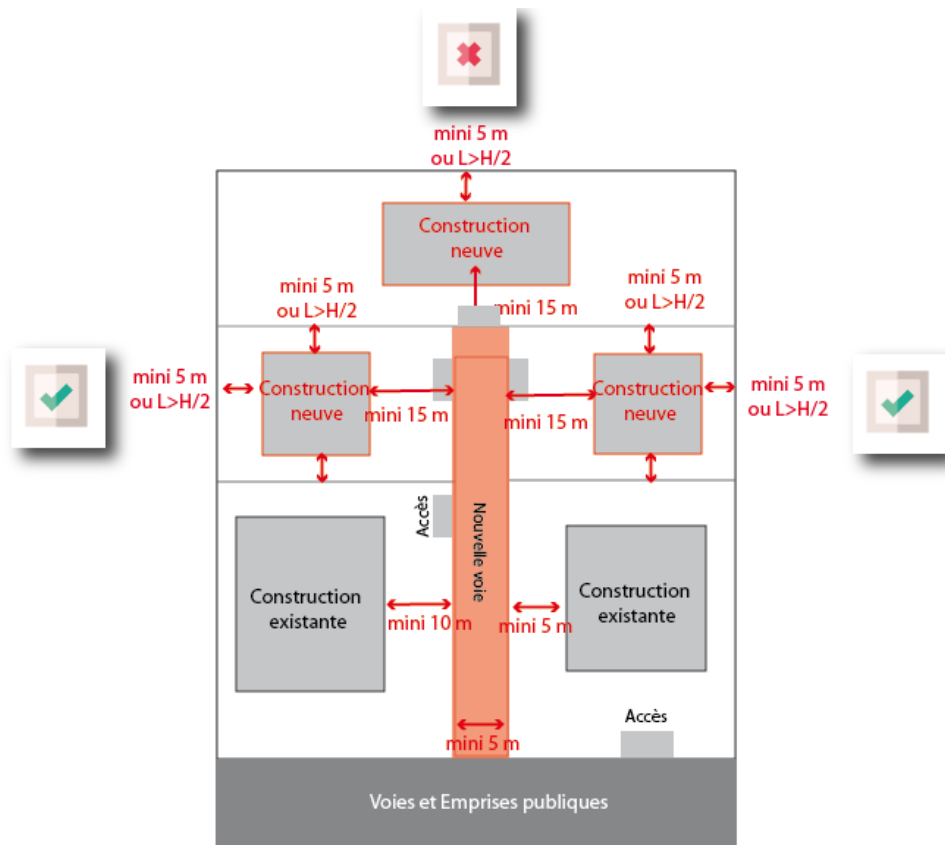 mini 5 m
ou L>H/2
Construction
neuve
mini 15 m
mini 5 m
ou L>H/2
mini 5 m
ou L>H/2
mini 5 m
ou L>H/2
Construction
neuve
mini 15 m
mini 15 m
Construction
neuve
mini 5 m
ou L>H/2
Accès
Nouvelle voie
Construction
existante
mini 10 m
mini 5 m
Construction
existante
Accès
mini 5 m
Voies et Emprises publiques